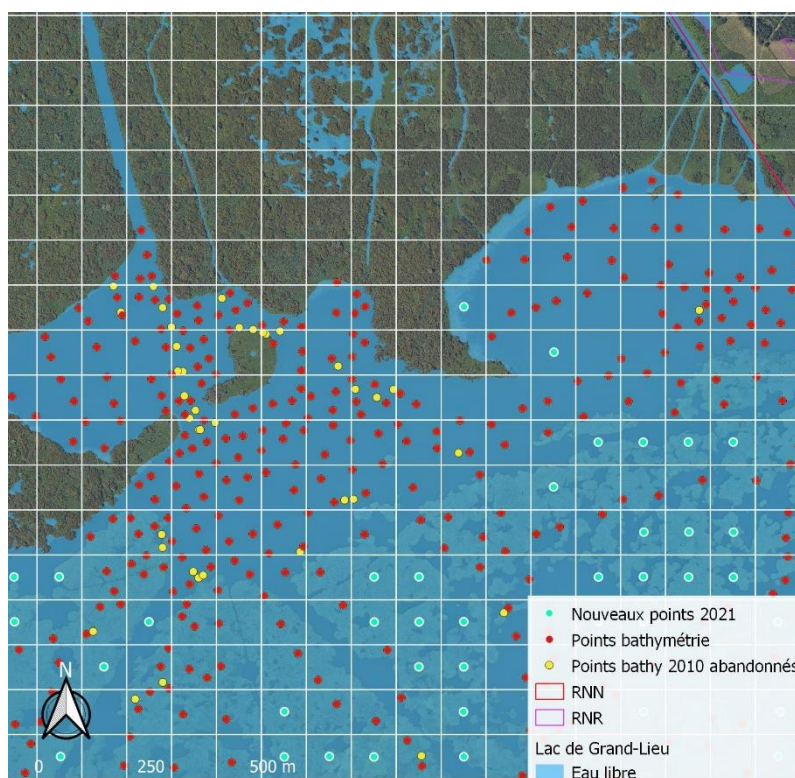 Nouveaux points 2021
Points bathymétrie
Points bathy 2010 abandonnés
RNN
RNR
Lac de Grand-Lieu
Eau libre
N
0 250 500 m